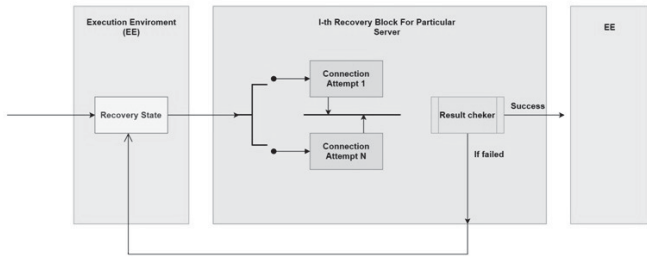 Execution Enviroment
(EE)
I-th Recovery Block For Particular
Server
EE
Recovery State
Connection
Attempt 1
Connection
Attempt N
Result cheker
Success
If failed